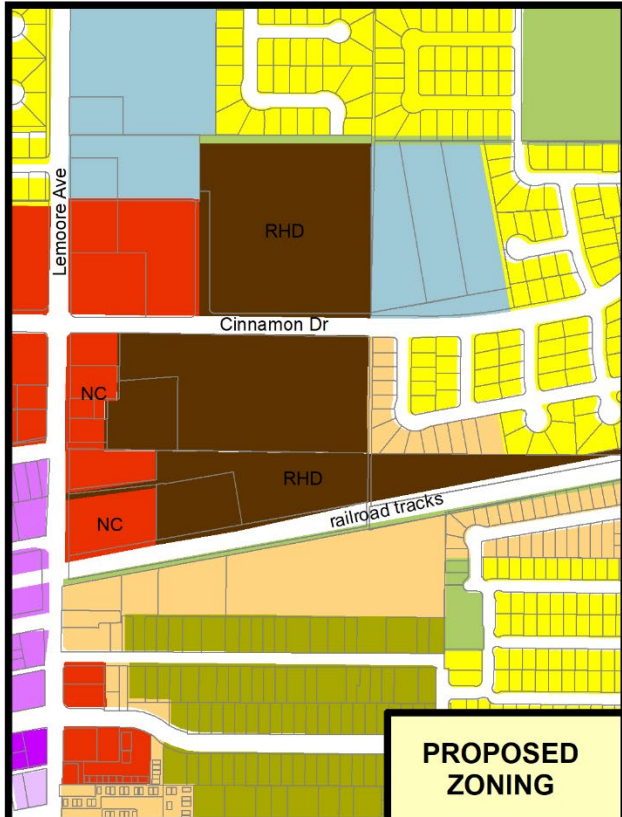 Lemoore Ave
RHD
Cinnamon Dr
NC
RHD
NC
railroad tracks
PROPOSED
ZONING